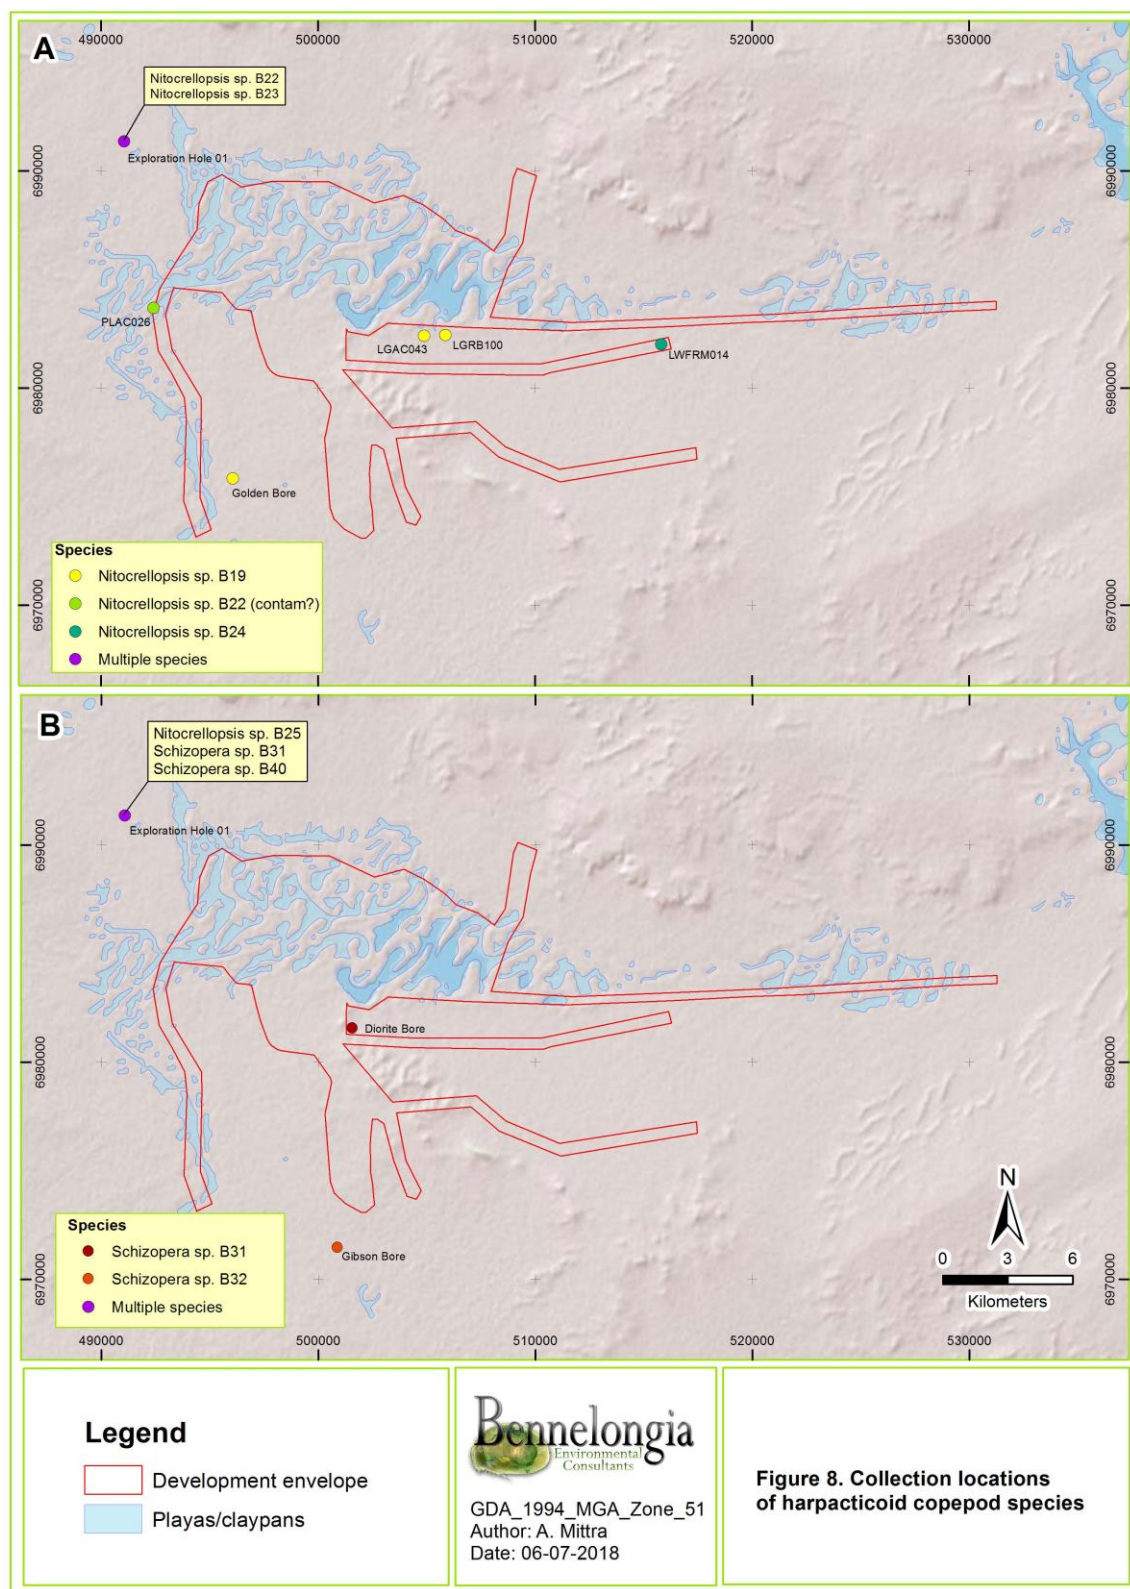 A
490000
500000
510000
520000
530000
Nitocrellopsis sp. B22
Nitocrellopsis sp. B23
Exploration Hole 01
6990000
6990000
PLAC026
LGAC043
LGRB100
LWFRM014
6980000
6980000
Golden Bore
Species
Nitocrellopsis sp. B19
Nitocrellopsis sp. B22 (contam?)
Nitocrellopsis sp. B24
Multiple species
6970000
6970000
B
Nitocrellopsis sp. B25
Schizopera sp. B31
Schizopera sp. B40
Exploration Hole 01
6990000
6990000
Diorite Bore
6980000
6980000
Species
Schizopera sp. B31
Schizopera sp. B32
Multiple species
Gibson Bore
N
0 3 6
Kilometers
6970000
6970000
490000
500000
510000
520000
530000
Legend
Development envelope
Playas/claypans
Bennelongia
Environmental
Consultants
GDA_1994_MGA_Zone_51
Author: A. Mittra
Date: 06-07-2018
Figure 8. Collection locations
of harpacticoid copepod species